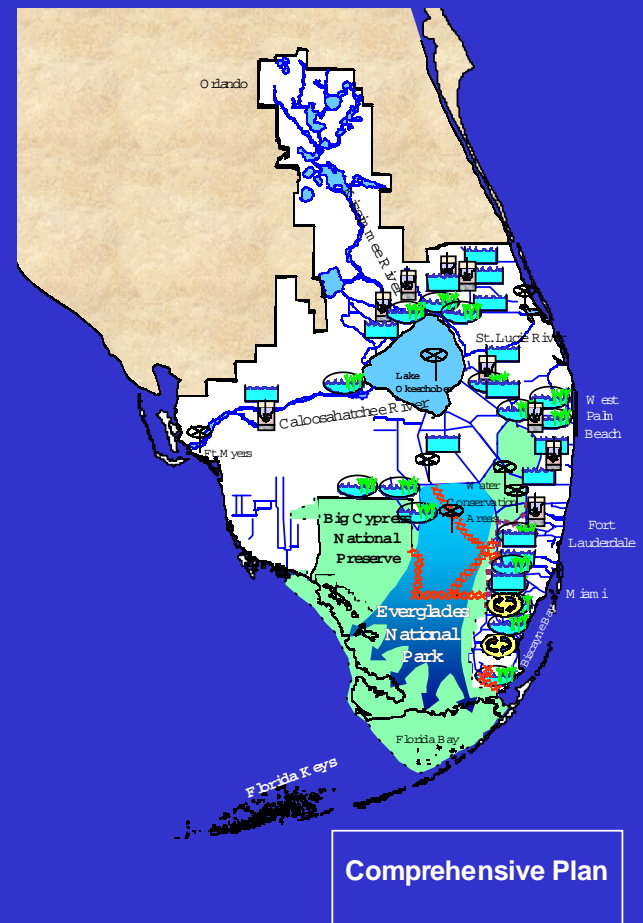 Orlando
Kissimmee River
St. Lucie River
Lake
Okeechobee
West
Palm
Beach
Caloosahatchee River
Ft. Myers
Water
Conservation
Areas
Big Cypress
National
Preserve
Fort
Lauderdale
Miami
Everglades
National
Park
Biscayne Bay
Florida Bay
Florida Keys
Comprehensive Plan